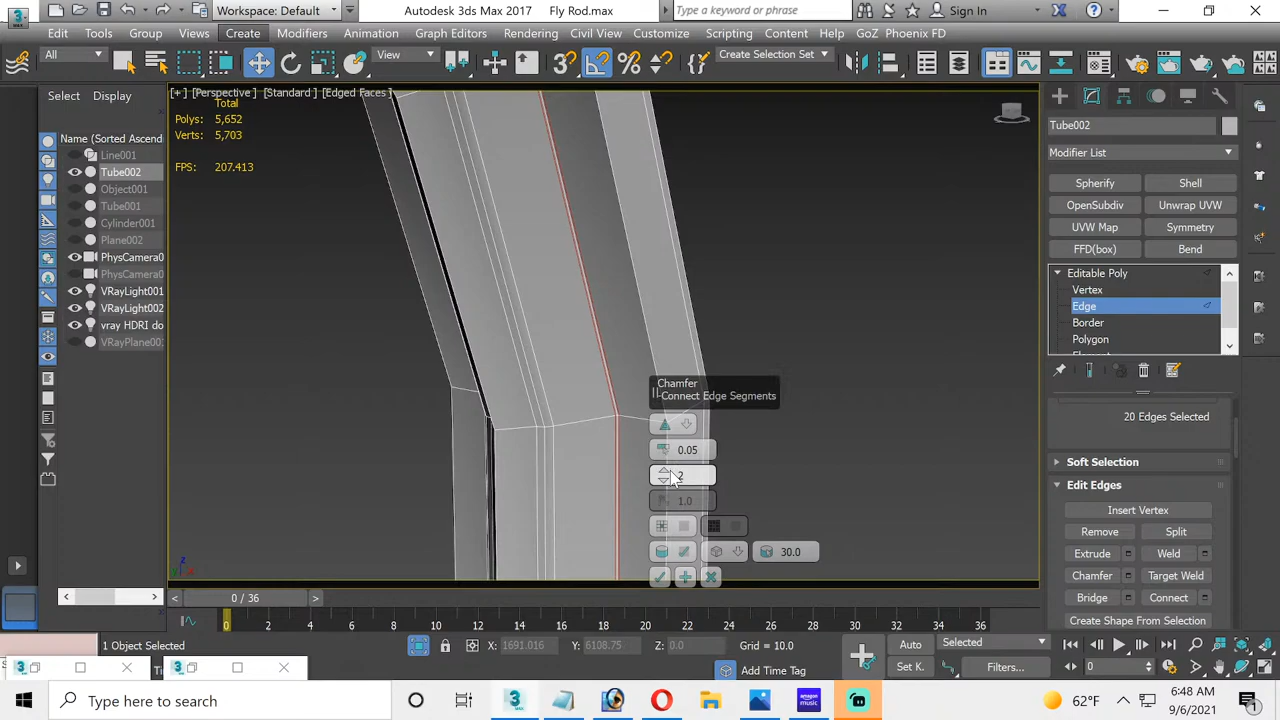 Autodesk 3ds Max 2017 Fly Rod.max
Workspace: Default
Type a keyword or phrase
Sign In
Edit Tools Group Views Create Modifiers Animation Graph Editors Rendering Civil View Customize Scripting Content Help GoZ Phoenix FD
All
View
Create Selection Set
Select Display
[+] [Perspective] [Standard] [Edged Faces]
Total
Polys: 5,652
Verts: 5,703
FPS: 207.413
Name (Sorted Ascend
Line001
Tube002
Object001
Tube001
Cylinder001
Plane002
PhysCamera0
PhysCamera0
VRayLight001
VRayLight002
vray HDRI do
VRayPlane001
Chamfer
-Connect Edge Segments
0.05
2
1.0
30.0
Tube002
Modifier List
Spherify Shell
OpenSubdiv Unwrap UVW
UVW Map Symmetry
FFD(box) Bend
Editable Poly
Vertex
Edge
Border
Polygon
20 Edges Selected
Soft Selection
Edit Edges
Insert Vertex
Remove Split
Extrude Weld
Chamfer Target Weld
Bridge Connect
Create Shape From Selection
0 / 36
0 2 4 6 8 10 12 14 16 18 20 22 24 26 28 30 32 34 36
1 Object Selected
X: 1691.016 Y: 6108.75 Z: 0.0 Grid = 10.0
Add Time Tag
Auto Selected
Set K. Filters...
0
Type here to search
amazon music
62°F
6:48 AM
9/6/2021